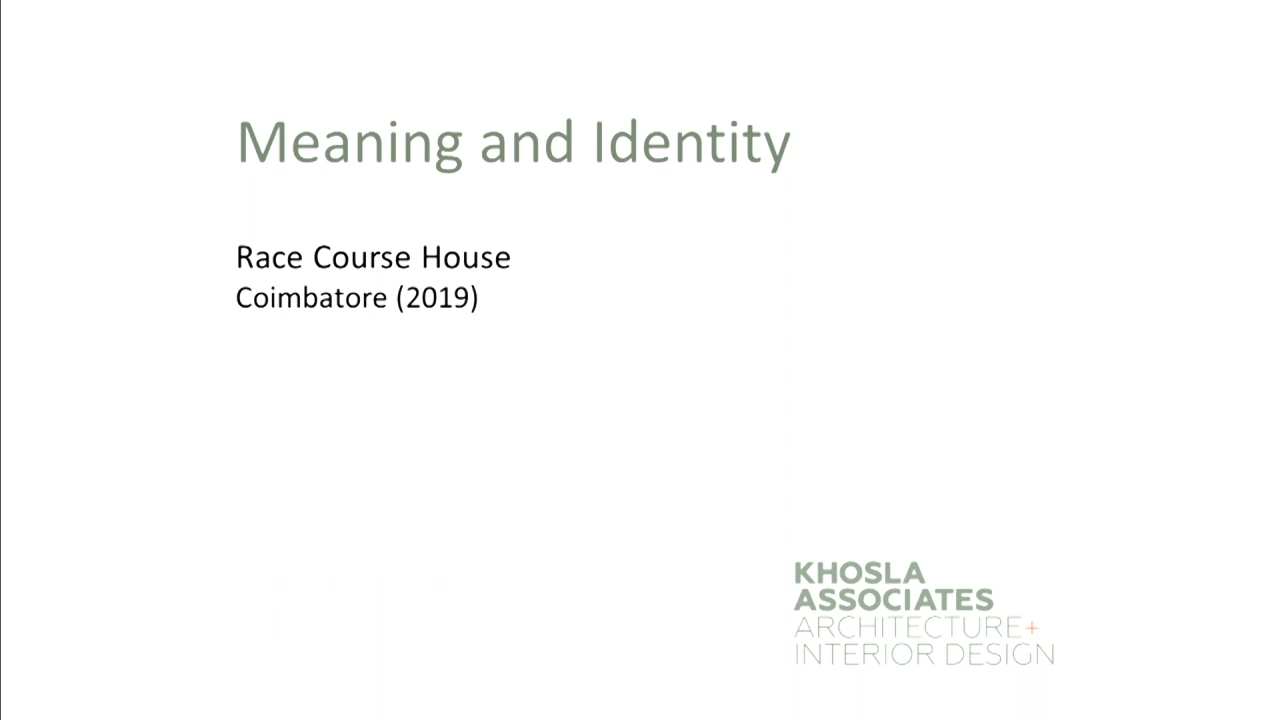 Meaning and Identity
Race Course House
Coimbatore (2019)
KHOSLA
ASSOCIATES
ARCHITECTURE+
INTERIOR DESIGN